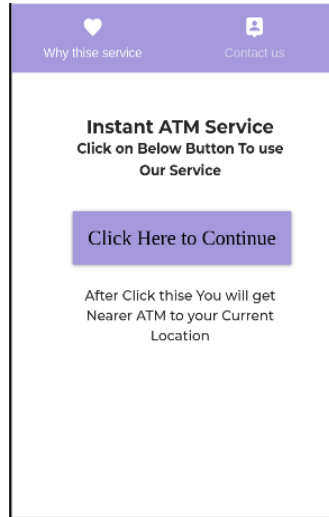 Why thise service
Contact us
Instant ATM Service
Click on Below Button To use
Our Service
Click Here to Continue
After Click thise You will get
Nearer ATM to your Current
Location